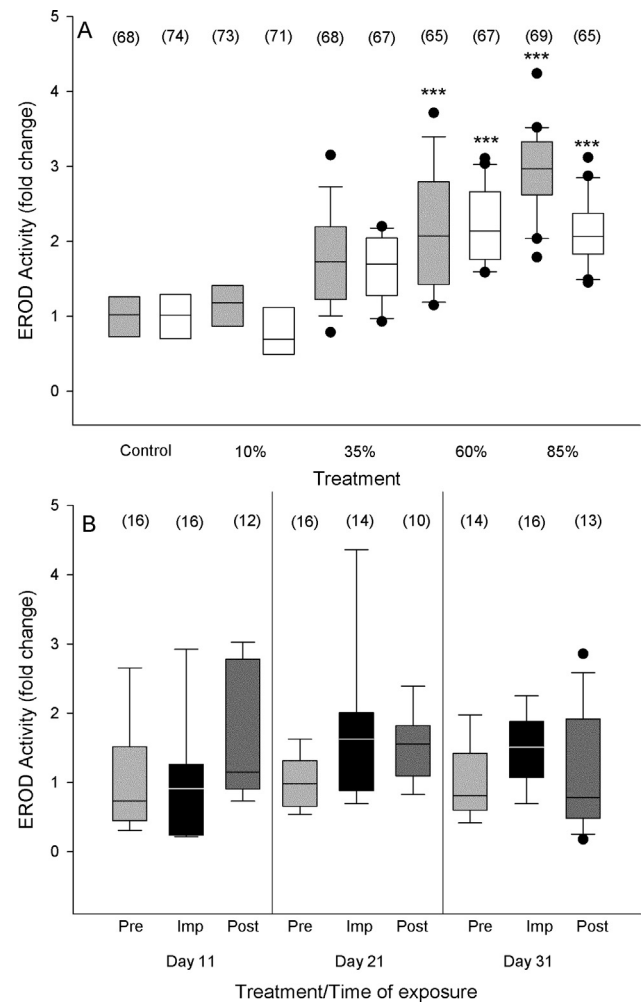 A
(68) (74) (73) (71) (68) (67) (65) (67) (69) (65)
*** *** *** ***
5
4
3
2
1
0
EROD Activity (fold change)
Control 10% 35% 60% 85%
Treatment
B
(16) (16) (12) (16) (14) (10) (14) (16) (13)
5
4
3
2
1
0
EROD Activity (fold change)
Pre Imp Post Pre Imp Post Pre Imp Post
Day 11 Day 21 Day 31
Treatment/Time of exposure